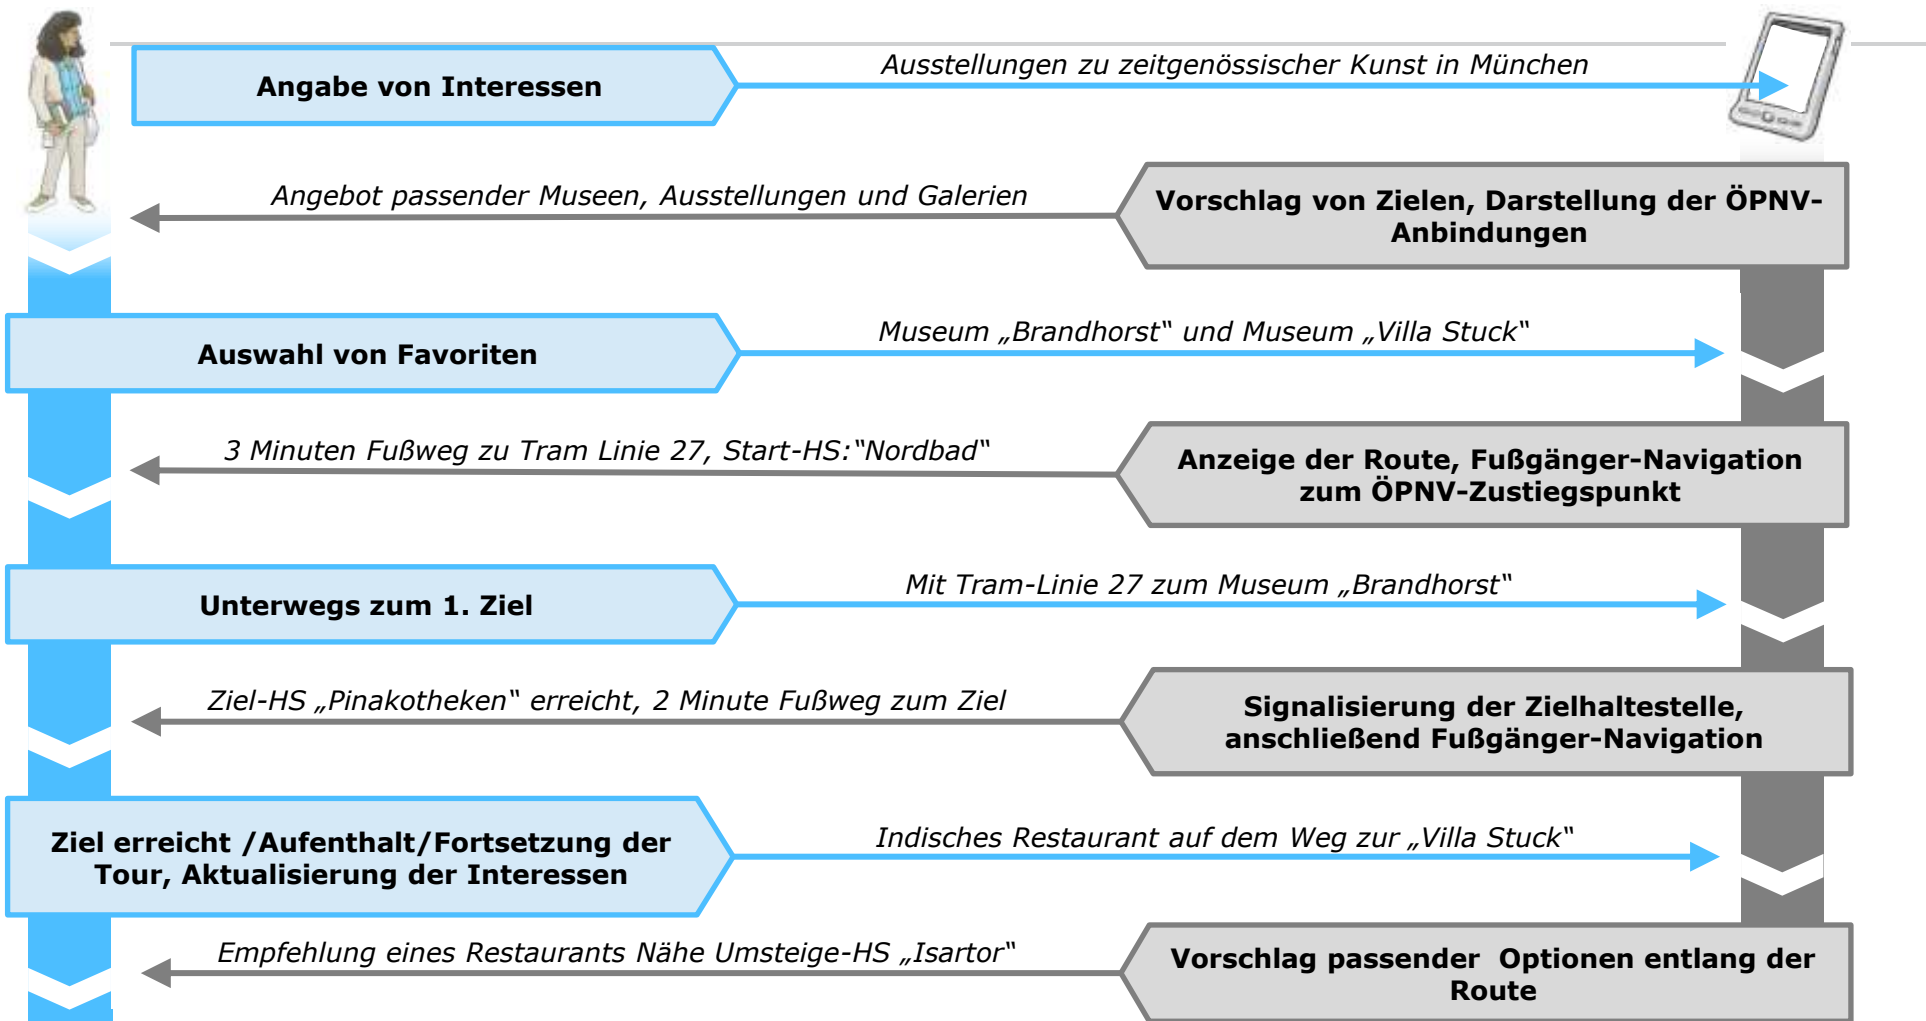 Angabe von Interessen
Ausstellungen zu zeitgenössischer Kunst in München
Angebot passender Museen, Ausstellungen und Galerien
Vorschlag von Zielen, Darstellung der ÖPNV-
Anbindungen
Auswahl von Favoriten
Museum „Brandhorst“ und Museum „Villa Stuck“
3 Minuten Fußweg zu Tram Linie 27, Start-HS:“Nordbad“
Anzeige der Route, Fußgänger-Navigation
zum ÖPNV-Zustiegspunkt
Unterwegs zum 1. Ziel
Mit Tram-Linie 27 zum Museum „Brandhorst“
Ziel-HS „Pinakotheken“ erreicht, 2 Minute Fußweg zum Ziel
Signalisierung der Zielhaltestelle,
anschließend Fußgänger-Navigation
Ziel erreicht /Aufenthalt/Fortsetzung der
Tour, Aktualisierung der Interessen
Indisches Restaurant auf dem Weg zur „Villa Stuck“
Empfehlung eines Restaurants Nähe Umsteige-HS „Isartor“
Vorschlag passender  Optionen entlang der
Route